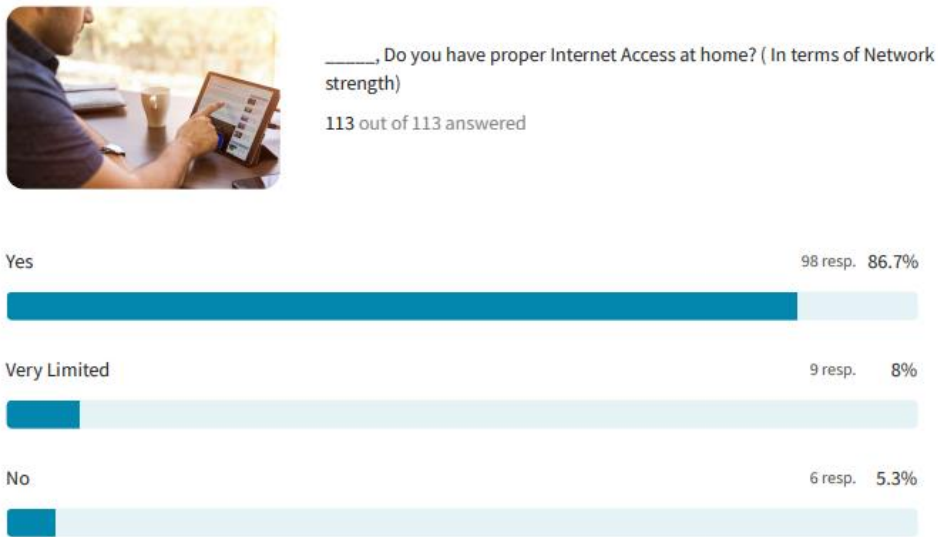 _____, Do you have proper Internet Access at home? ( In terms of Network
strength)
113 out of 113 answered
Yes 98 resp. 86.7%
Very Limited 9 resp. 8%
No 6 resp. 5.3%